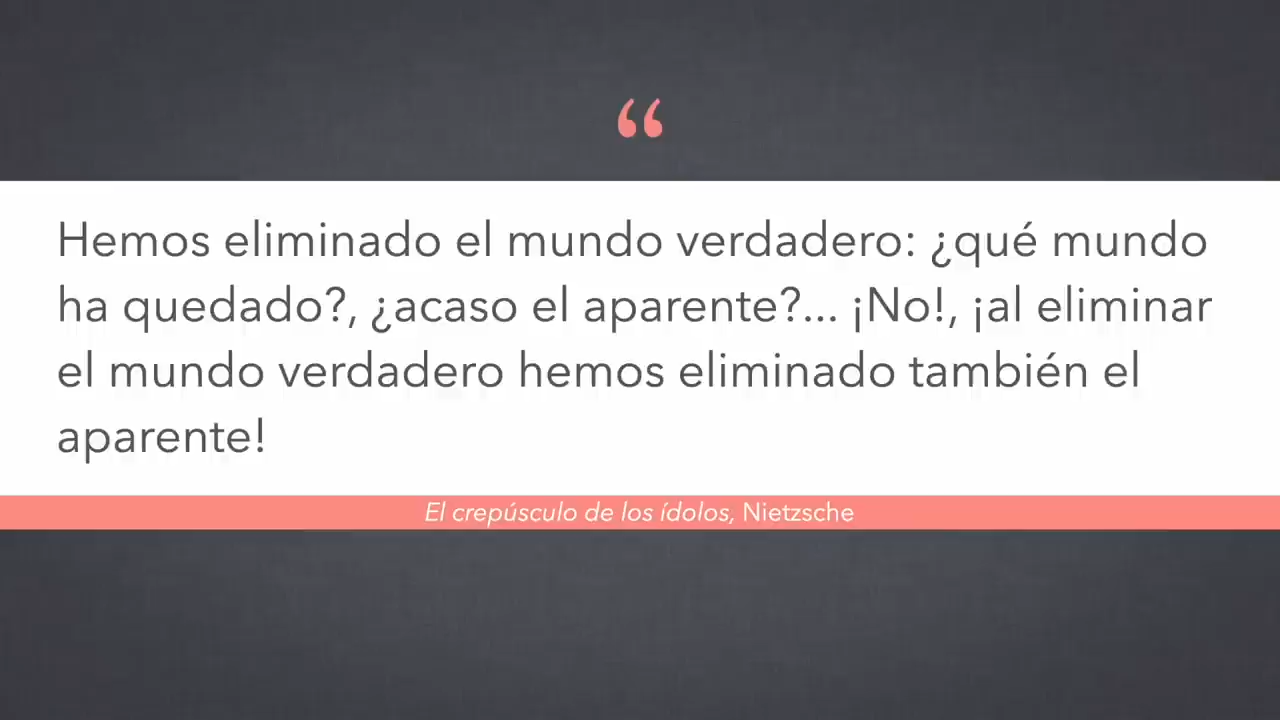 “
Hemos eliminado el mundo verdadero: ¿qué mundo
ha quedado?, ¿acaso el aparente?... ¡No!, ¡al eliminar
el mundo verdadero hemos eliminado también el
aparente!
El crepúsculo de los ídolos, Nietzsche